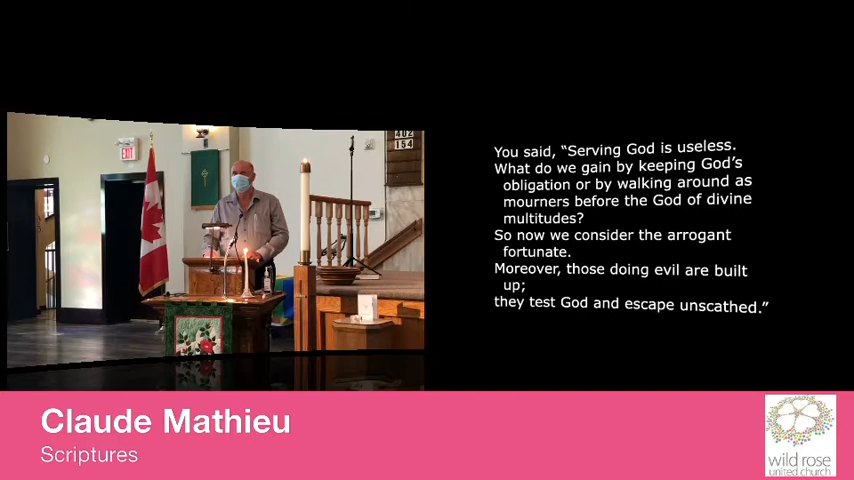 EXIT
402
154
You said, “Serving God is useless.
What do we gain by keeping God’s
obligation or by walking around as
mourners before the God of divine
multitudes?
So now we consider the arrogant
fortunate.
Moreover, those doing evil are built
up;
they test God and escape unscathed.”
Claude Mathieu
Scriptures
wild rose
united church